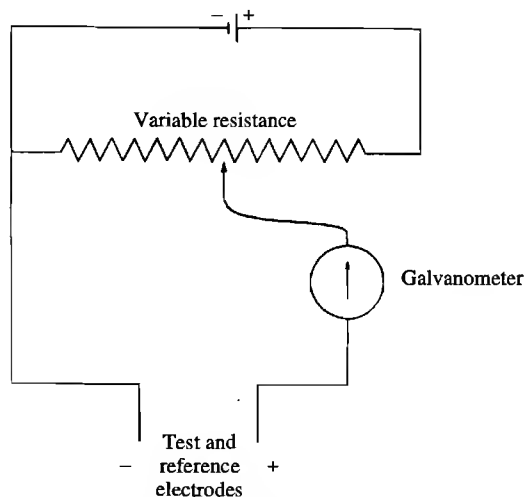 − +
Variable resistance
Galvanometer
Test and
− reference +
electrodes